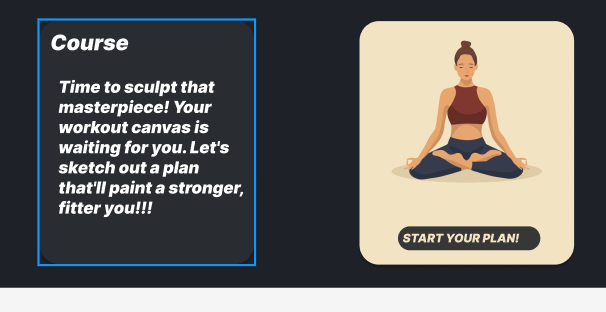 Course
Time to sculpt that
masterpiece! Your
workout canvas is
waiting for you. Let's
sketch out a plan
that'll paint a stronger,
fitter you!!!
START YOUR PLAN!